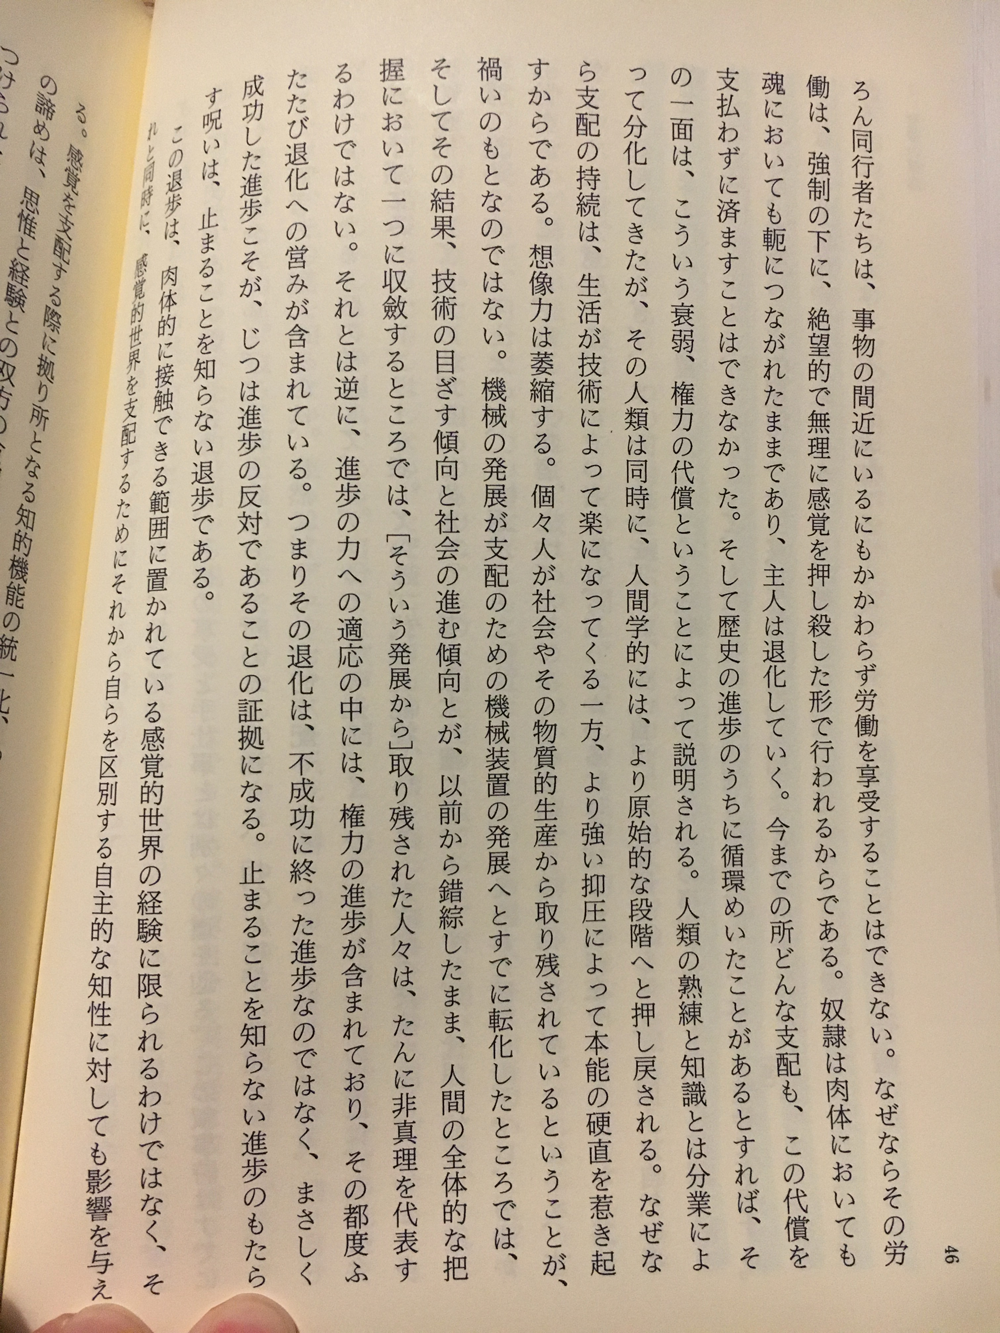 ろん同行者たちは、事物の間近にいるにもかかわらず労働を享受することはできない。なぜならその労
働は、強制の下に、絶望的で無理に感覚を押し殺した形で行われるからである。奴隷は肉体においても
魂においても軛につながれたままであり、主人は退化していく。今までの所どんな支配も、この代償を
支払わずに済ますことはできなかった。そして歴史の進歩のうちに循環めいたことがあるとすれば、そ
の一面は、こういう衰弱、権力の代償ということによって説明される。人類の熟練と知識とは分業によ
って分化してきたが、その人類は同時に、人間学的には、より原始的な段階へと押し戻される。なぜな
ら支配の持続は、生活が技術によって楽になってくる一方、より強い抑圧によって本能の硬直を惹き起
すからである。想像力は萎縮する。個々人が社会やその物質的生産から取り残されているということが、
禍いのもとなのではない。機械の発展が支配のための機械装置の発展へとすでに転化したところでは、
そしてその結果、技術の目ざす傾向と社会の進む傾向とが、以前から錯綜したまま、人間の全体的な把
握において一つに収斂するところでは、[そういう発展から]取り残された人々は、たんに非真理を代表す
るわけではない。それとは逆に、進歩の力への適応の中には、権力の進歩が含まれており、その都度ふ
たたび退化への営みが含まれている。つまりその退化は、不成功に終った進歩なのではなく、まさしく
成功した進歩こそが、じつは進歩の反対であることの証拠になる。止まることを知らない進歩のもたら
す呪いは、止まることを知らない退歩である。
この退歩は、肉体的に接触できる範囲に置かれている感覚的世界の経験に限られるわけではなく、そ
れと同時に、感覚的世界を支配するためにそれから自らを区別する自主的な知性に対しても影響を与え
46
る。感覚を支配する際に拠り所となる知的機能の統一化、
の諦めは、思惟と経験との双方の
つけられ